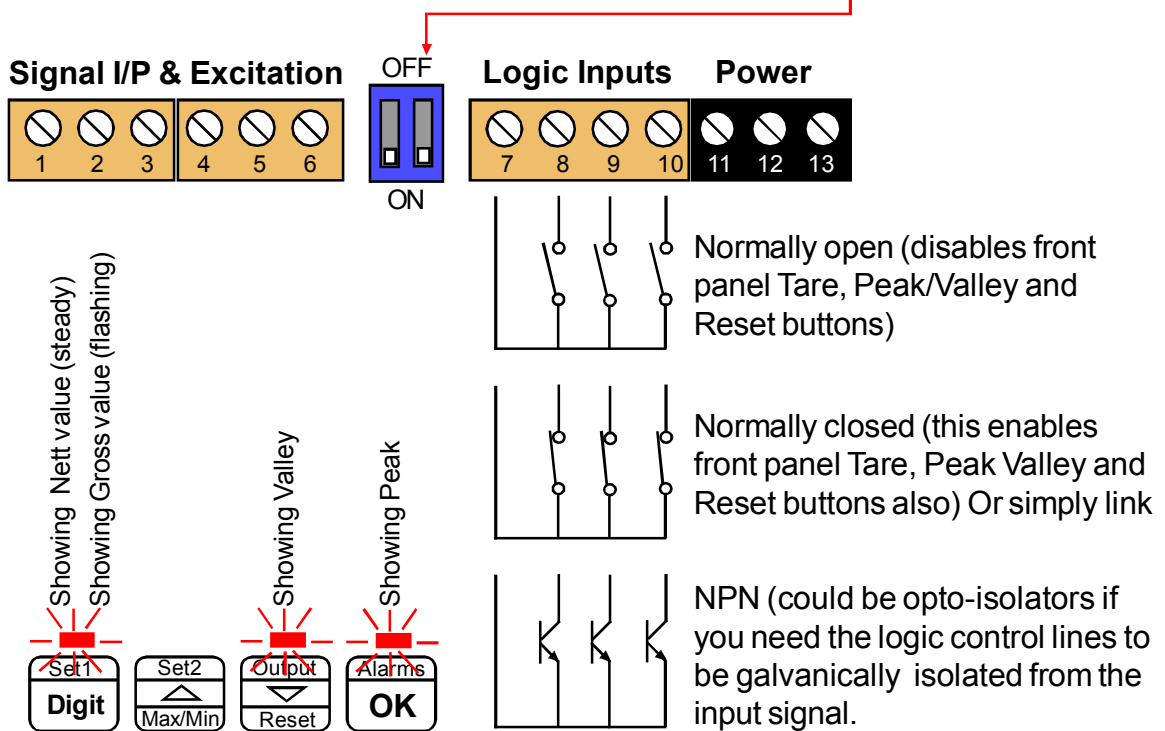 Signal I/P & Excitation
OFF
Logic Inputs
Power
1 2 3 4 5 6
7 8 9 10 11 12 13
ON
Normally open (disables front
panel Tare, Peak/Valley and
Reset buttons)
Normally closed (this enables
front panel Tare, Peak Valley and
Reset buttons also) Or simply link
NPN (could be opto-isolators if
you need the logic control lines to
be galvanically isolated from the
input signal.
Showing Nett value (steady)
Showing Gross value (flashing)
Showing Valley
Showing Peak
Set1
Digit
Set2
Max/Min
Output
Reset
Alarms
OK